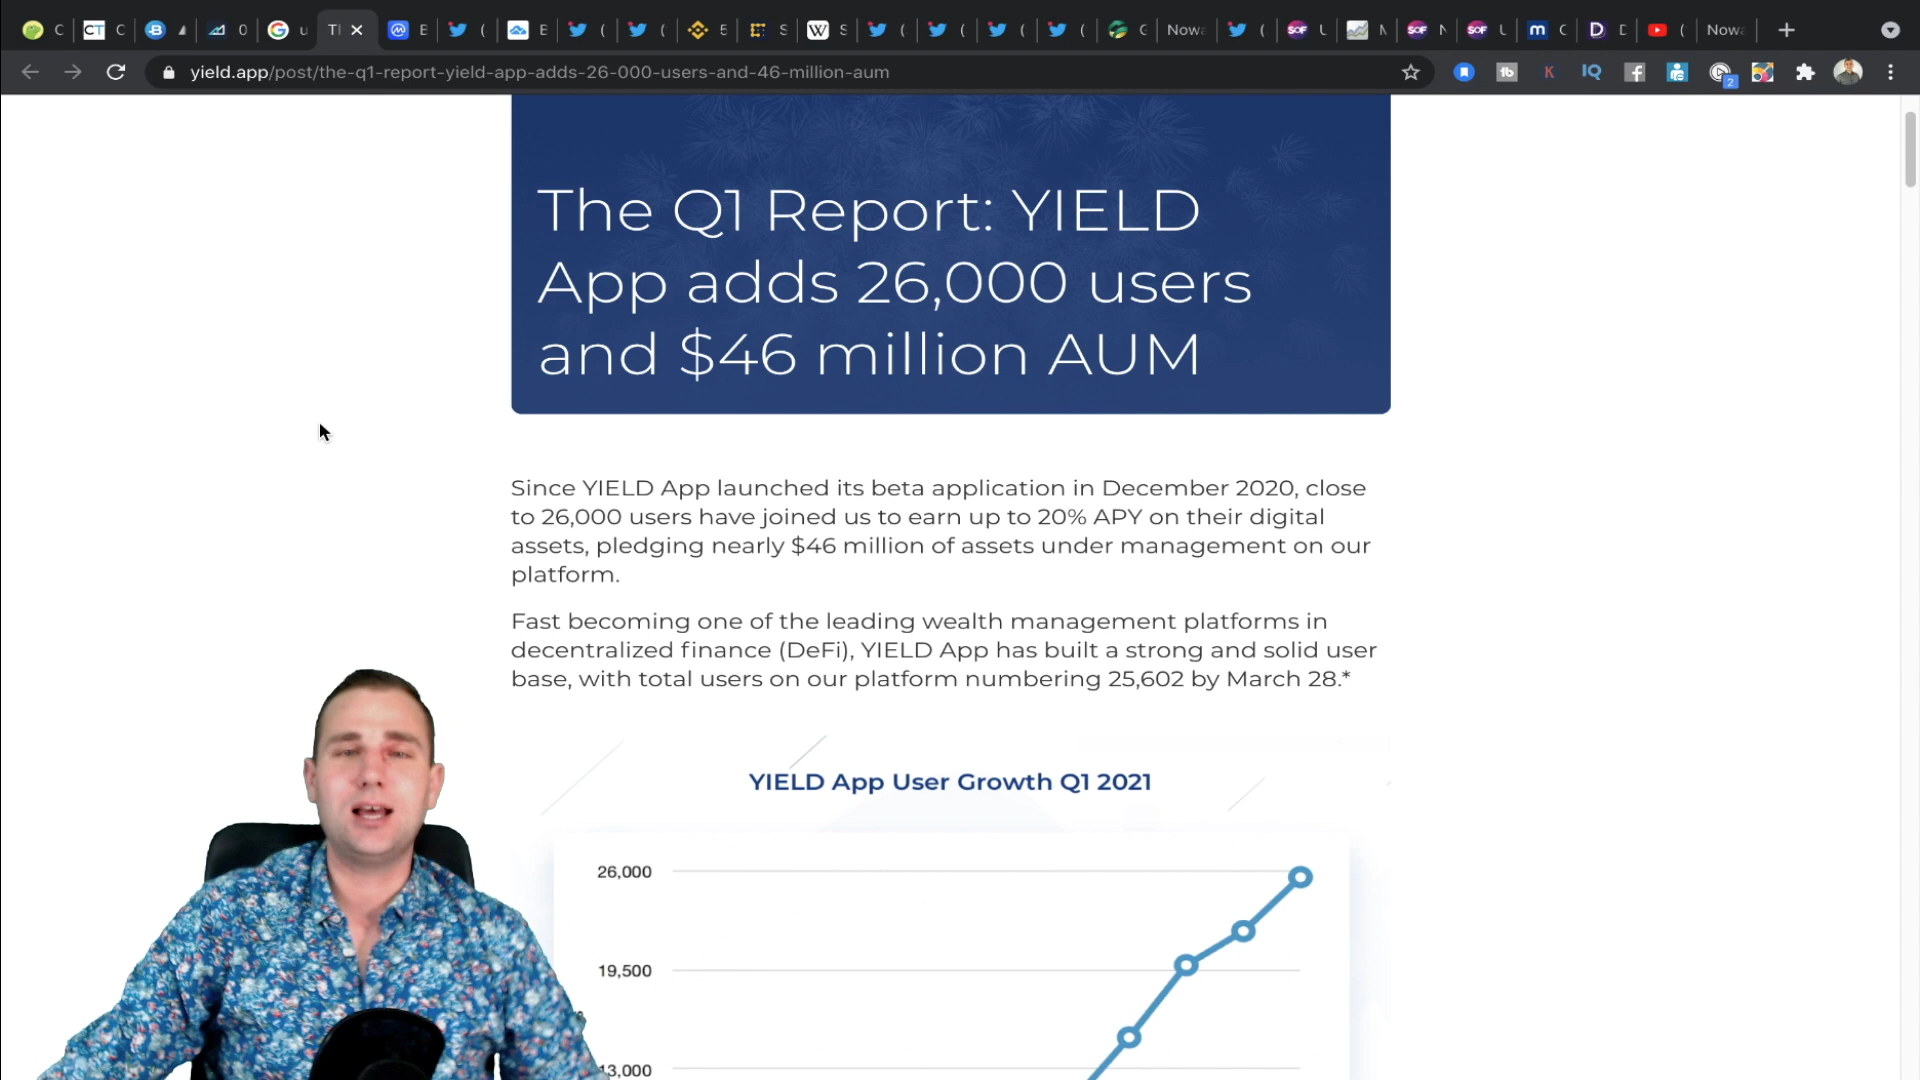 yield.app/post/the-q1-report-yield-app-adds-26-000-users-and-46-million-aum
The Q1 Report: YIELD
App adds 26,000 users
and $46 million AUM
Since YIELD App launched its beta application in December 2020, close
to 26,000 users have joined us to earn up to 20% APY on their digital
assets, pledging nearly $46 million of assets under management on our
platform.
Fast becoming one of the leading wealth management platforms in
decentralized finance (DeFi), YIELD App has built a strong and solid user
base, with total users on our platform numbering 25,602 by March 28.*
YIELD App User Growth Q1 2021
26,000
19,500
13,000